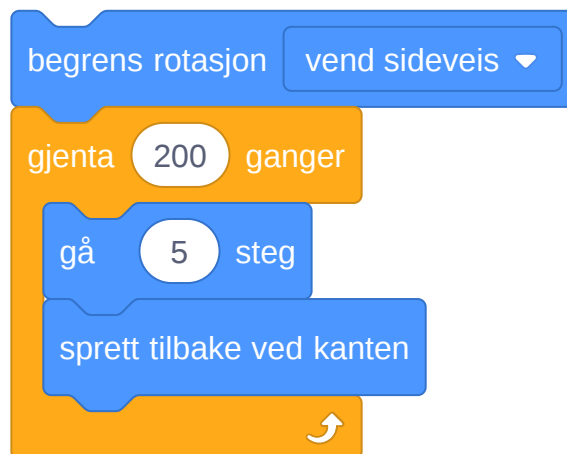 begrens rotasjon vend sideveis
gjenta 200 ganger
gå 5 steg
sprett tilbake ved kanten